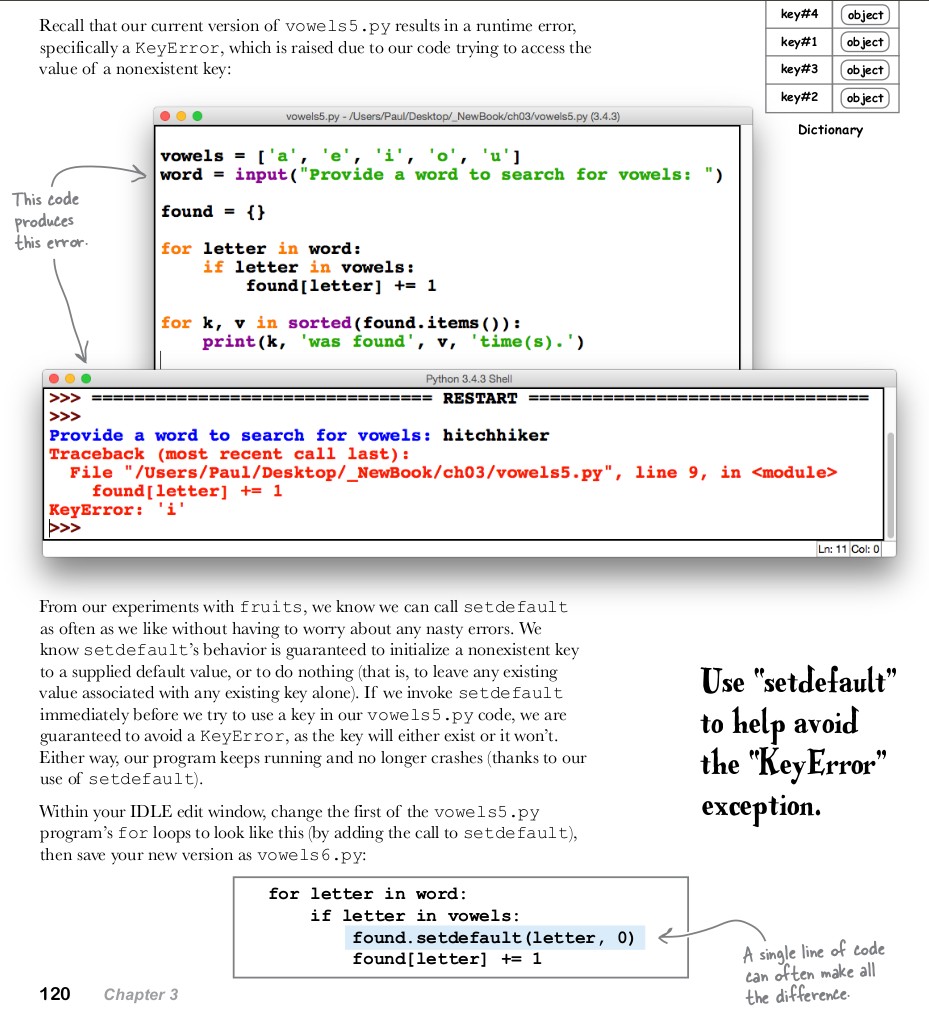 Recall that our current version of vowels5.py results in a runtime error,
specifically a KeyError, which is raised due to our code trying to access the
value of a nonexistent key:
key#4 object
key#1 object
key#3 object
key#2 object
Dictionary
vowels5.py - /Users/Paul/Desktop/_NewBook/ch03/vowels5.py (3.4.3)
vowels = ['a', 'e', 'i', 'o', 'u']
word = input("Provide a word to search for vowels: ")
found = {}
for letter in word:
    if letter in vowels:
        found[letter] += 1
for k, v in sorted(found.items()):
    print(k, 'was found', v, 'time(s).')
This code
produces
this error.
Python 3.4.3 Shell
>>> ================================ RESTART ================================
>>>
Provide a word to search for vowels: hitchhiker
Traceback (most recent call last):
  File "/Users/Paul/Desktop/_NewBook/ch03/vowels5.py", line 9, in <module>
    found[letter] += 1
KeyError: 'i'
>>>
Ln: 11 Col: 0
From our experiments with fruits, we know we can call setdefault
as often as we like without having to worry about any nasty errors. We
know setdefault's behavior is guaranteed to initialize a nonexistent key
to a supplied default value, or to do nothing (that is, to leave any existing
value associated with any existing key alone). If we invoke setdefault
immediately before we try to use a key in our vowels5.py code, we are
guaranteed to avoid a KeyError, as the key will either exist or it won't.
Either way, our program keeps running and no longer crashes (thanks to our
use of setdefault).
Use "setdefault"
to help avoid
the "KeyError"
exception.
Within your IDLE edit window, change the first of the vowels5.py
program's for loops to look like this (by adding the call to setdefault),
then save your new version as vowels6.py:
for letter in word:
    if letter in vowels:
        found.setdefault(letter, 0)
        found[letter] += 1
A single line of code
can often make all
the difference.
120 Chapter 3